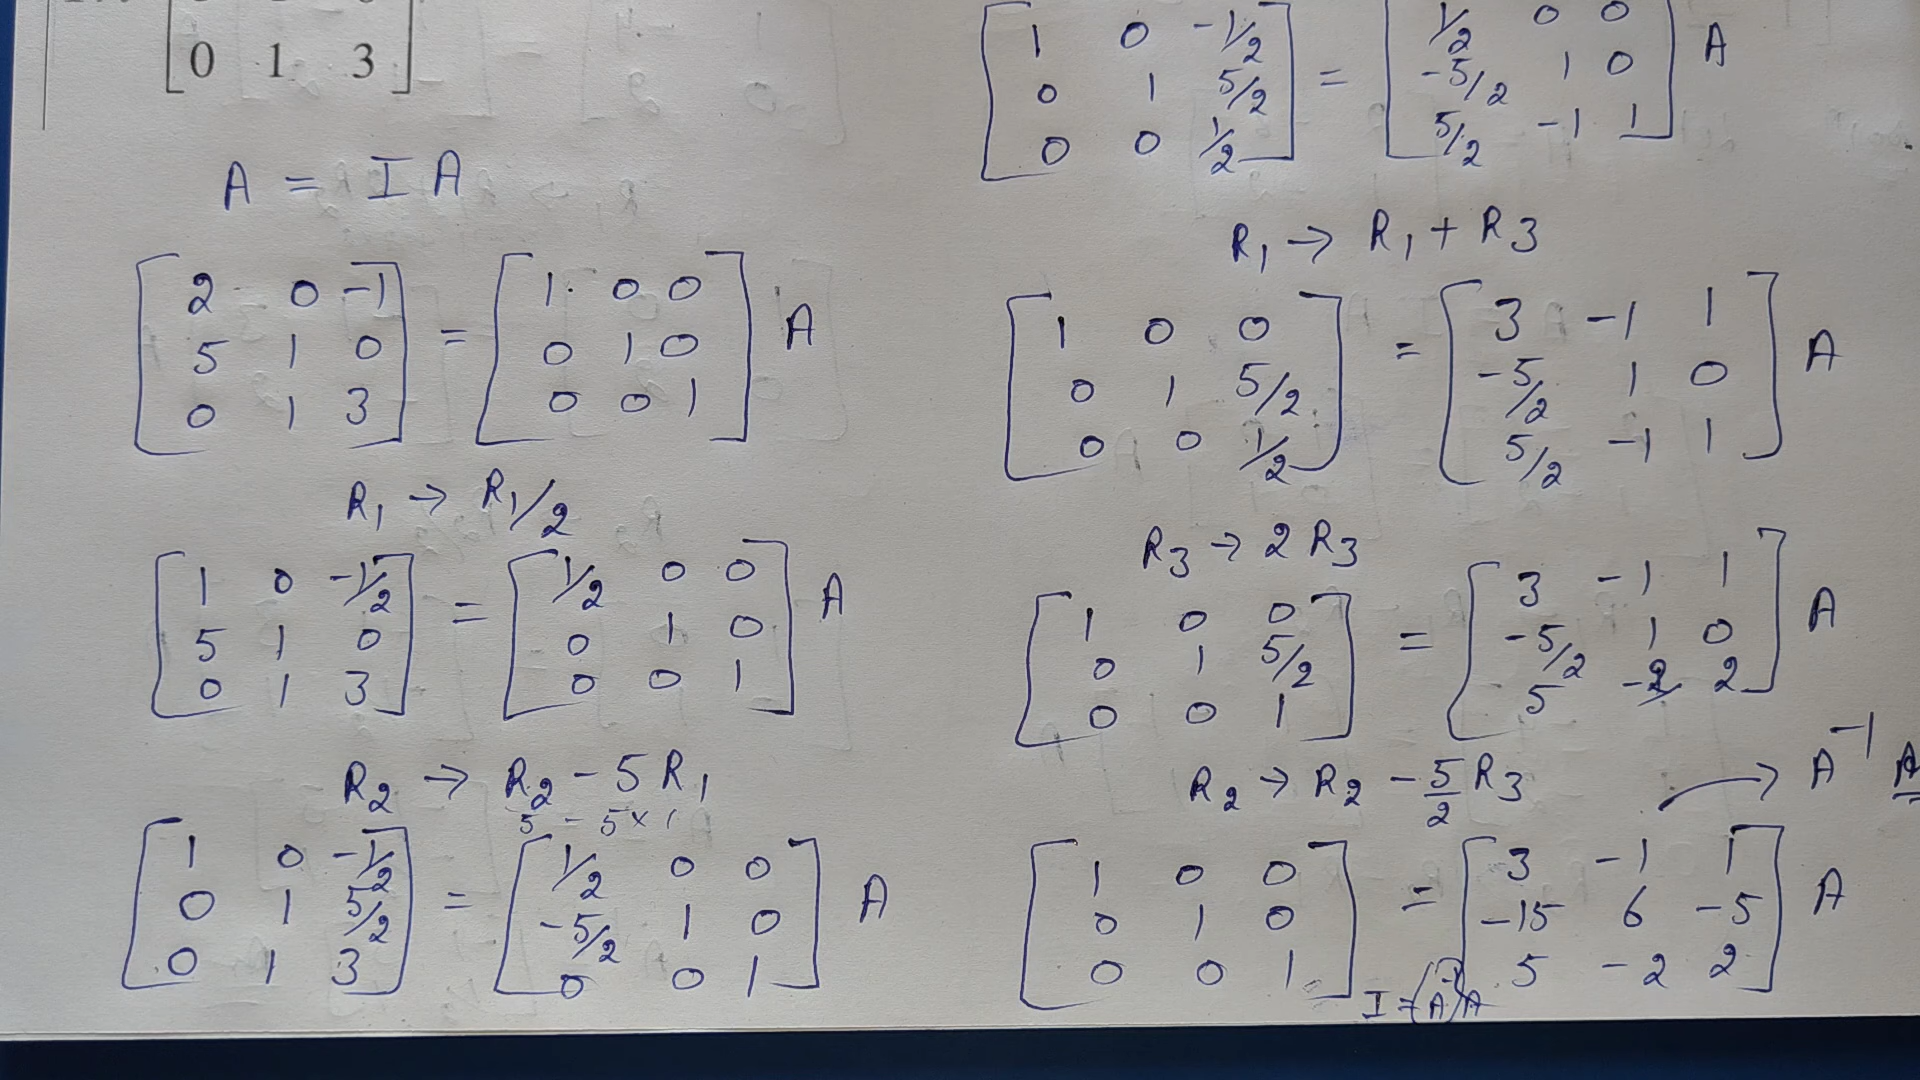 0 1 3
A = I A
2 0 -1
5 1 0
0 1 3
=
1 0 0
0 1 0
0 0 1
A
R1 → R1/2
1 0 -1/2
5 1 0
0 1 3
=
1/2 0 0
0 1 0
0 0 1
A
R2 → R2 - 5 R1
5 - 5 × 1
1 0 -1/2
0 1 5/2
0 1 3
=
1/2 0 0
-5/2 1 0
0 0 1
A
1 0 -1/2
0 1 5/2
0 0 1/2
=
1/2 0 0
-5/2 1 0
5/2 -1 1
A
R1 → R1 + R3
1 0 0
0 1 5/2
0 0 1/2
=
3 -1 1
-5/2 1 0
5/2 -1 1
A
R3 → 2 R3
1 0 0
0 1 5/2
0 0 1
=
3 -1 1
-5/2 1 0
5 -2 2
A
R2 → R2 - 5/2 R3
→ A^-1 A
1 0 0
0 1 0
0 0 1
=
3 -1 1
-15 6 -5
5 -2 2
A
I = (A^-1)A